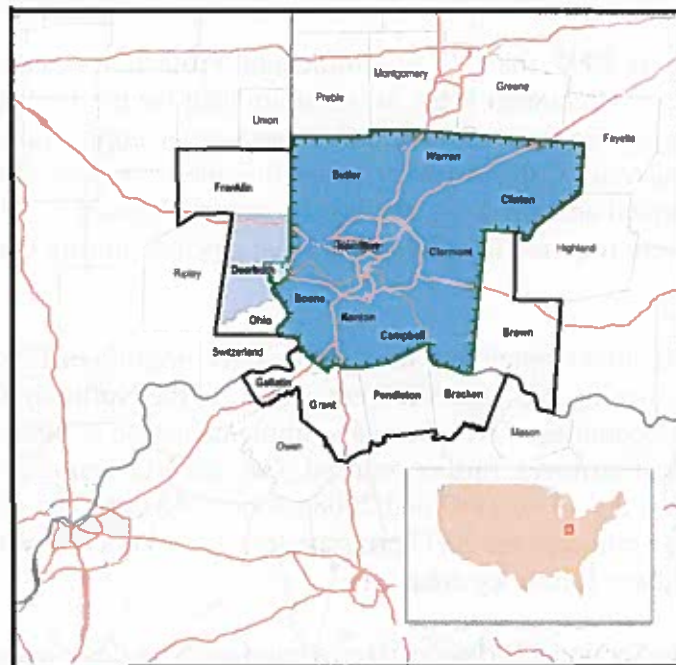 Montgomery
Greene
Preble
Union
Fayette
Warren
Butler
Franklin
Clinton
Highland
Hamilton
Clermont
Ripley
Dearborn
Boone
Ohio
Kenton
Brown
Campbell
Switzerland
Gallatin
Pendleton
Bracken
Grant
Mason
Owen